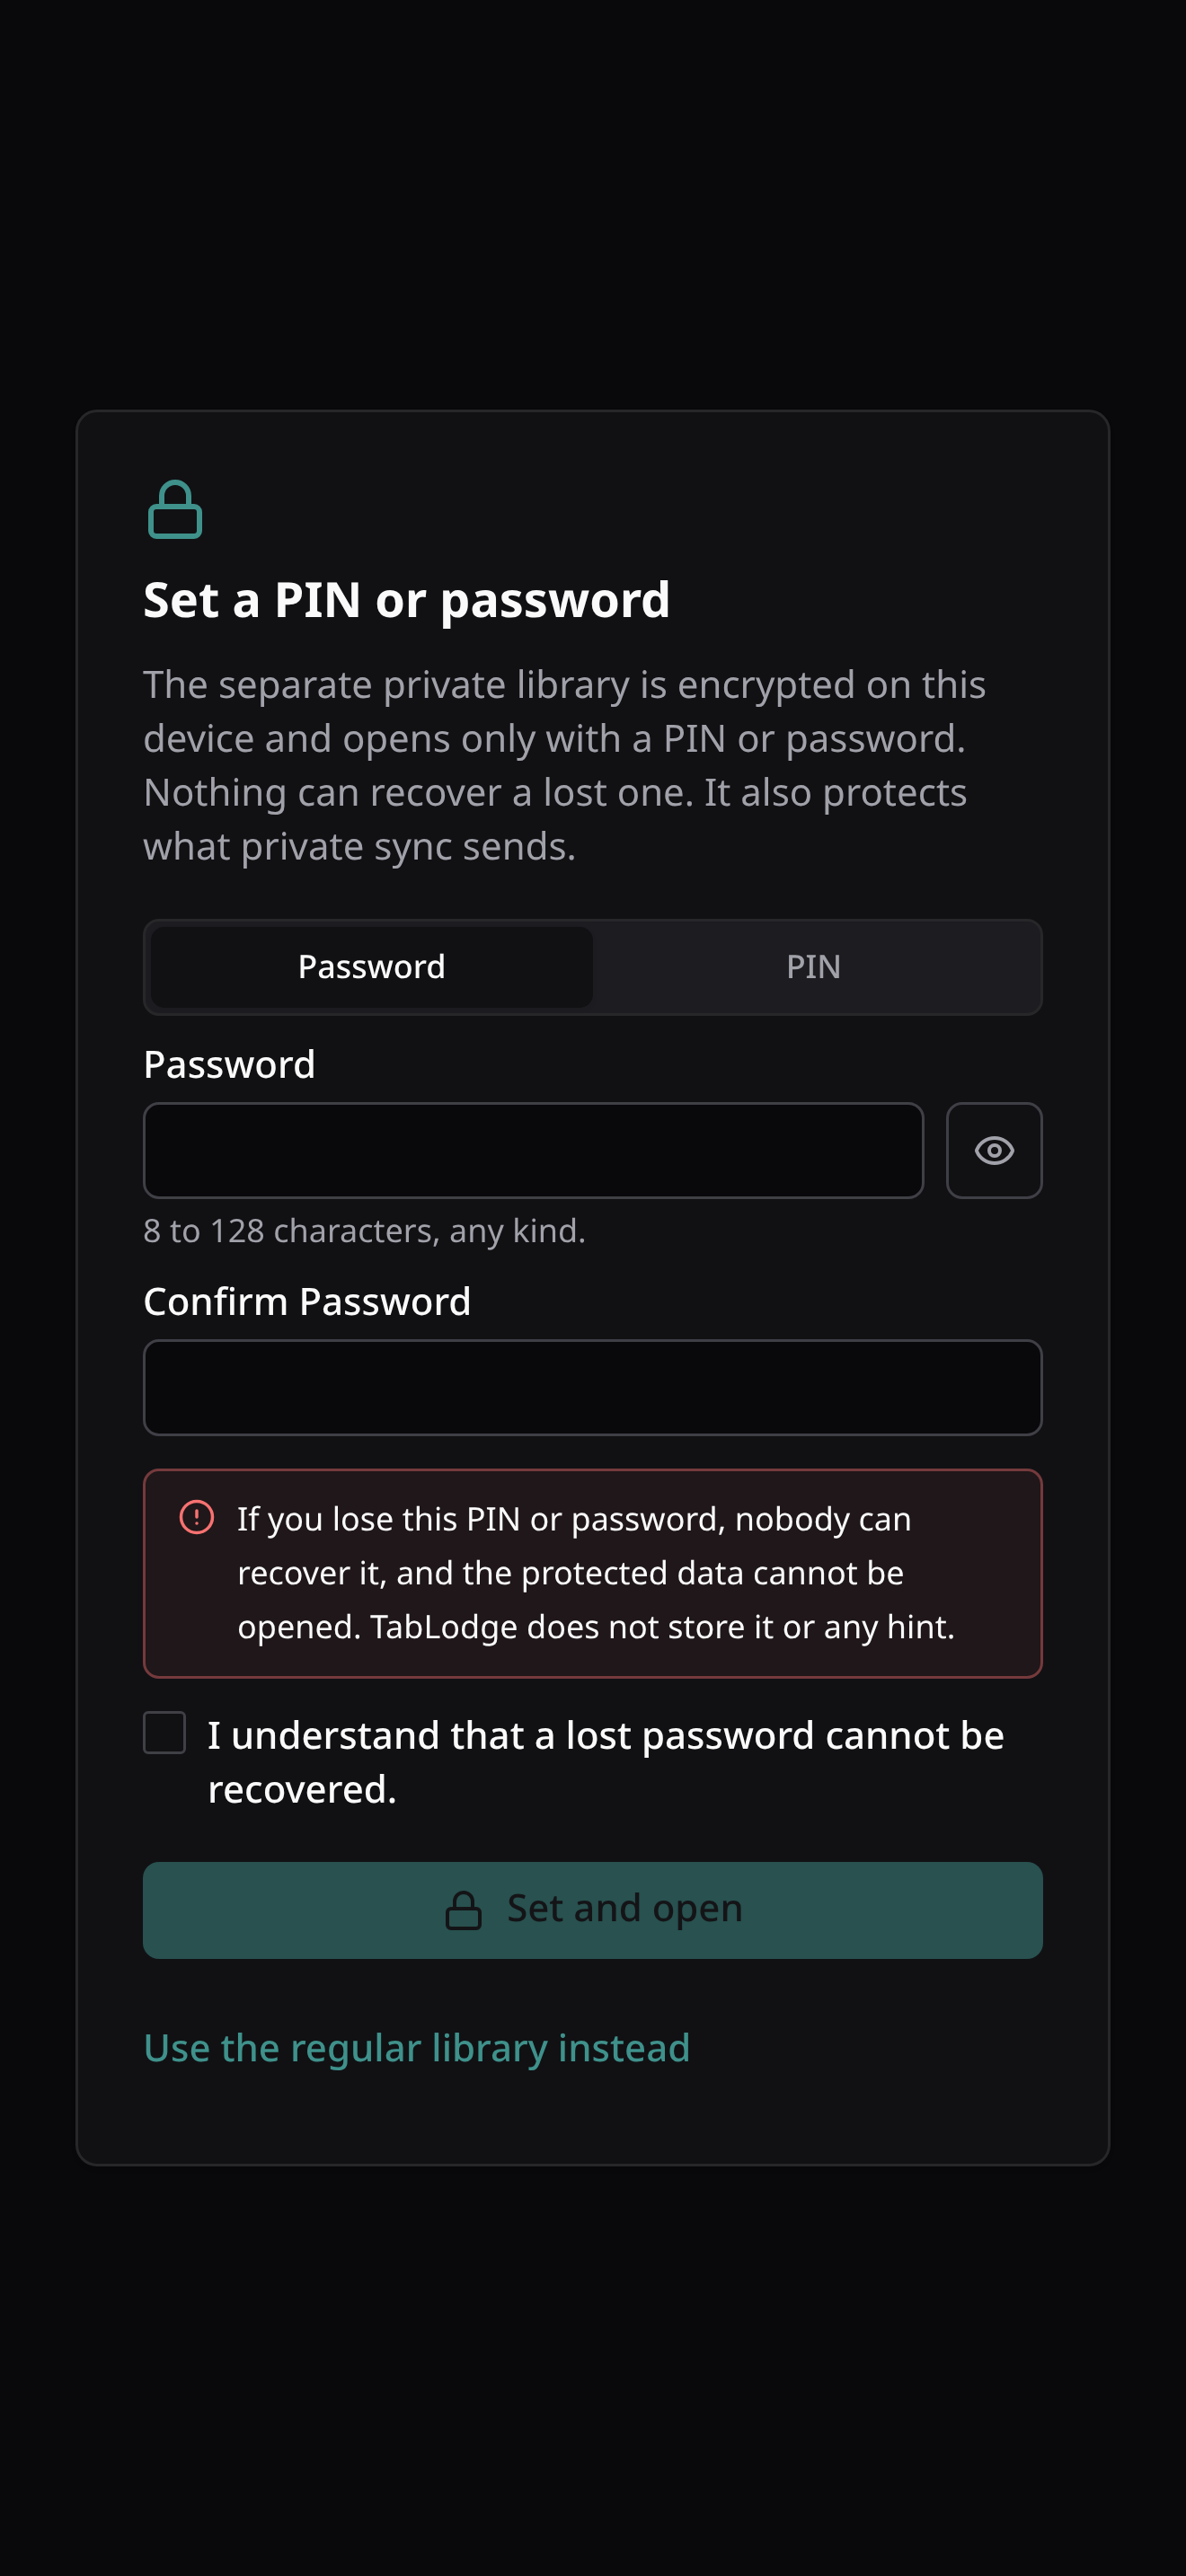 Set a PIN or password
The separate private library is encrypted on this
device and opens only with a PIN or password.
Nothing can recover a lost one. It also protects
what private sync sends.
Password PIN
Password
8 to 128 characters, any kind.
Confirm Password
If you lose this PIN or password, nobody can
recover it, and the protected data cannot be
opened. TabLodge does not store it or any hint.
I understand that a lost password cannot be
recovered.
Set and open
Use the regular library instead